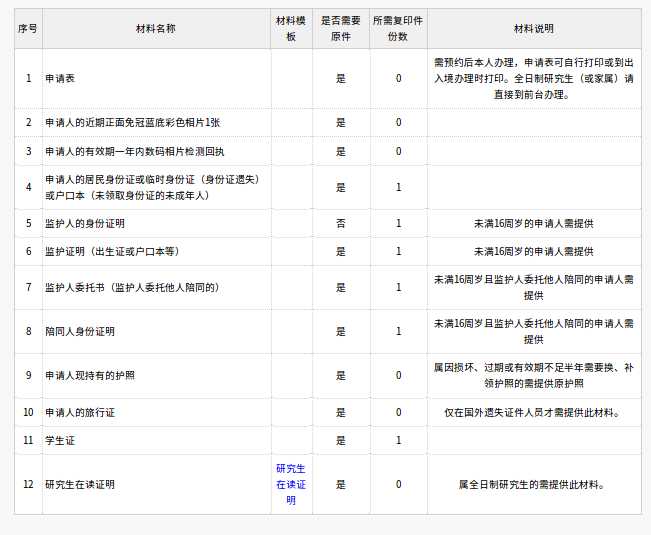 序号 材料名称 材料模板 是否需要原件 所需复印件份数 材料说明
1 申请表 是 0 需预约后本人办理，申请表可自行打印或到出入境办理时打印。全日制研究生（或家属）请直接到前台办理。
2 申请人的近期正面免冠蓝底彩色相片1张 是 0
3 申请人的有效期一年内数码相片检测回执 是 0
4 申请人的居民身份证或临时身份证（身份证遗失）或户口本（未领取身份证的未成年人） 是 1
5 监护人的身份证明 否 1 未满16周岁的申请人需提供
6 监护证明（出生证或户口本等） 是 1 未满16周岁的申请人需提供
7 监护人委托书（监护人委托他人陪同的） 是 1 未满16周岁且监护人委托他人陪同的申请人需提供
8 陪同人身份证明 是 1 未满16周岁且监护人委托他人陪同的申请人需提供
9 申请人现持有的护照 是 0 属因损坏、过期或有效期不足半年需要换、补领护照的需提供原护照
10 申请人的旅行证 是 0 仅在国外遗失证件人员才需提供此材料。
11 学生证 是 1
12 研究生在读证明 研究生在读证明 是 0 属全日制研究生的需提供此材料。